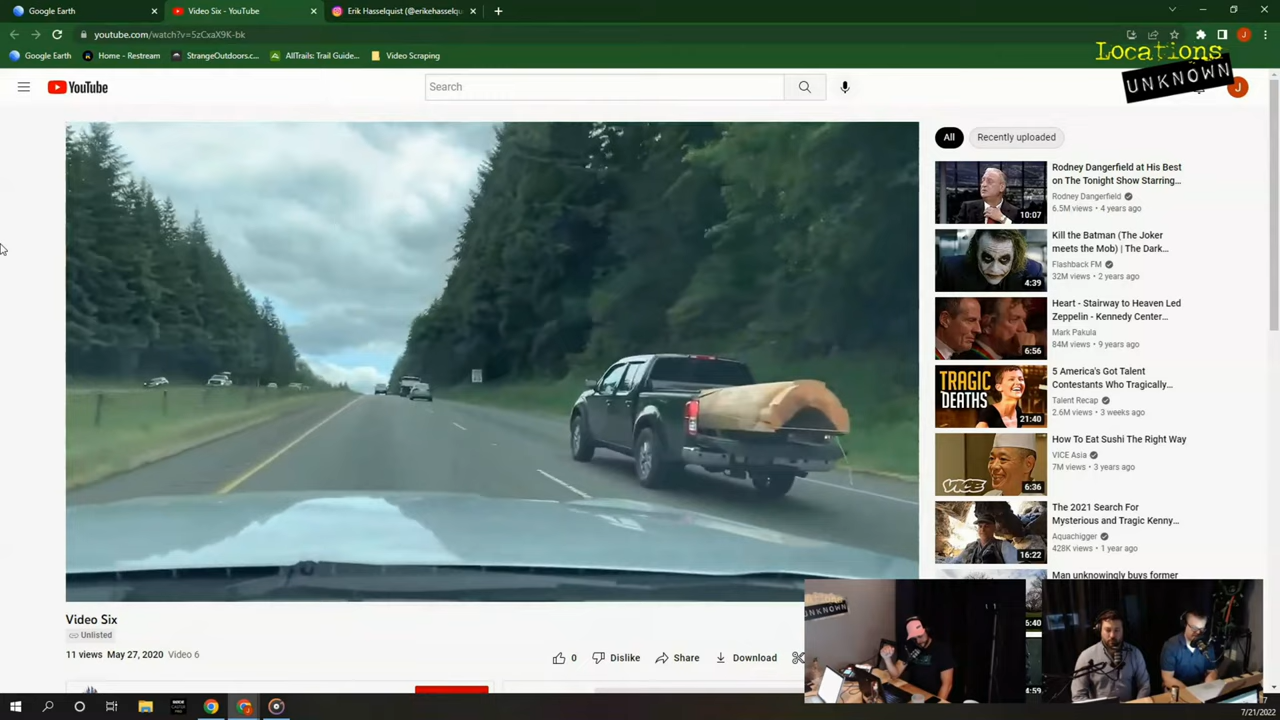 Google Earth
Video Six - YouTube
Erik Hasselquist (@erikehasselqu
youtube.com/watch?v=5zCxaX9K-bk
Google Earth
Home - Restream
StrangeOutdoors.c...
AllTrails: Trail Guide...
Video Scraping
Locations
UNKNOWN
YouTube
Search
J
All
Recently uploaded
Rodney Dangerfield at His Best
on The Tonight Show Starring...
Rodney Dangerfield
6.5M views • 4 years ago
10:07
Kill the Batman (The Joker
meets the Mob) | The Dark...
Flashback FM
32M views • 2 years ago
4:39
Heart - Stairway to Heaven Led
Zeppelin - Kennedy Center...
Mark Pakula
84M views • 9 years ago
6:56
TRAGIC
DEATHS
5 America's Got Talent
Contestants Who Tragically...
Talent Recap
2.6M views • 3 weeks ago
21:40
How To Eat Sushi The Right Way
VICE Asia
7M views • 3 years ago
VICE
6:36
The 2021 Search For
Mysterious and Tragic Kenny...
Aquachigger
428K views • 1 year ago
16:22
Man unknowingly buys former
6:40
4:59
UNKNOWN
Video Six
Unlisted
11 views May 27, 2020 Video 6
0
Dislike
Share
Download
7/21/2022